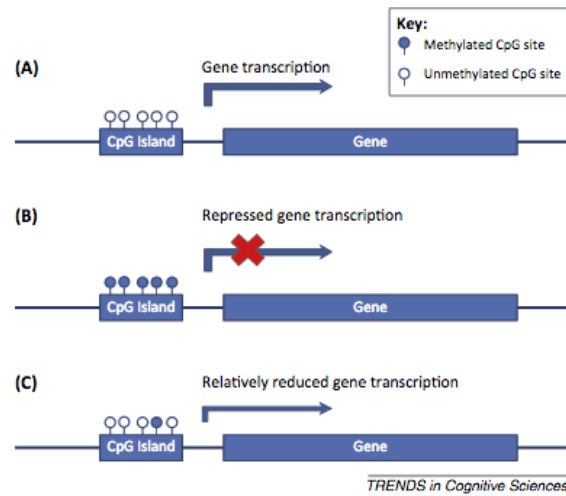 Key:
Methylated CpG site
Unmethylated CpG site
(A)
Gene transcription
CpG Island
Gene
(B)
Repressed gene transcription
CpG Island
Gene
(C)
Relatively reduced gene transcription
CpG Island
Gene
TRENDS in Cognitive Sciences